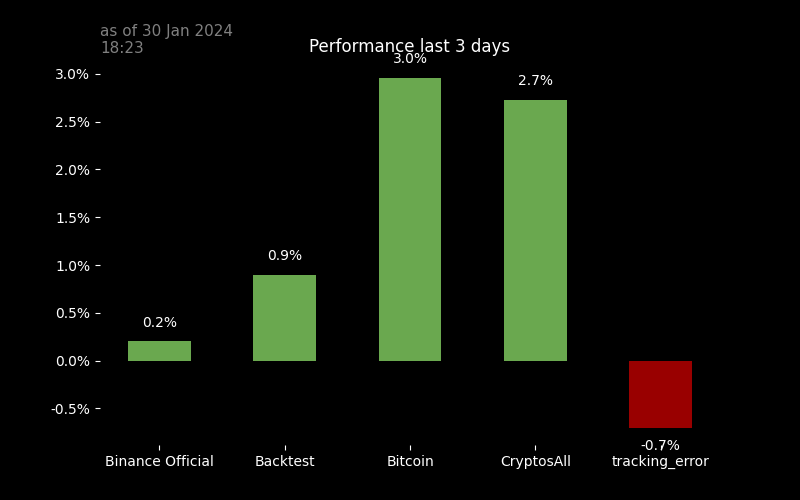 as of 30 Jan 2024
18:23
Performance last 3 days
3.0%
3.0%
2.7%
2.5%
2.0%
1.5%
1.0%
0.9%
0.5%
0.2%
0.0%
-0.5%
-0.7%
Binance Official
Backtest
Bitcoin
CryptosAll
tracking_error